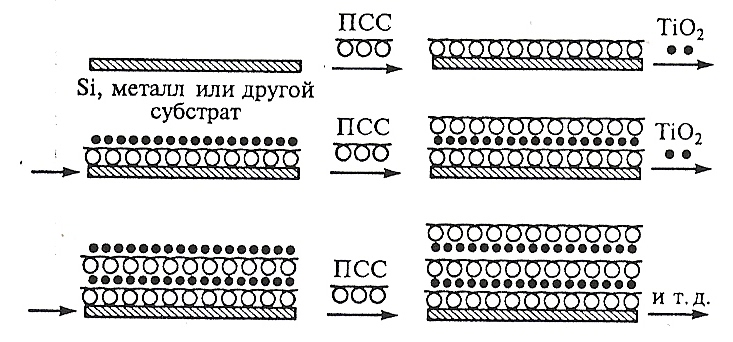 ПСС
TiO2
Si, металл или другой
субстрат
ПСС
TiO2
ПСС
и т. д.